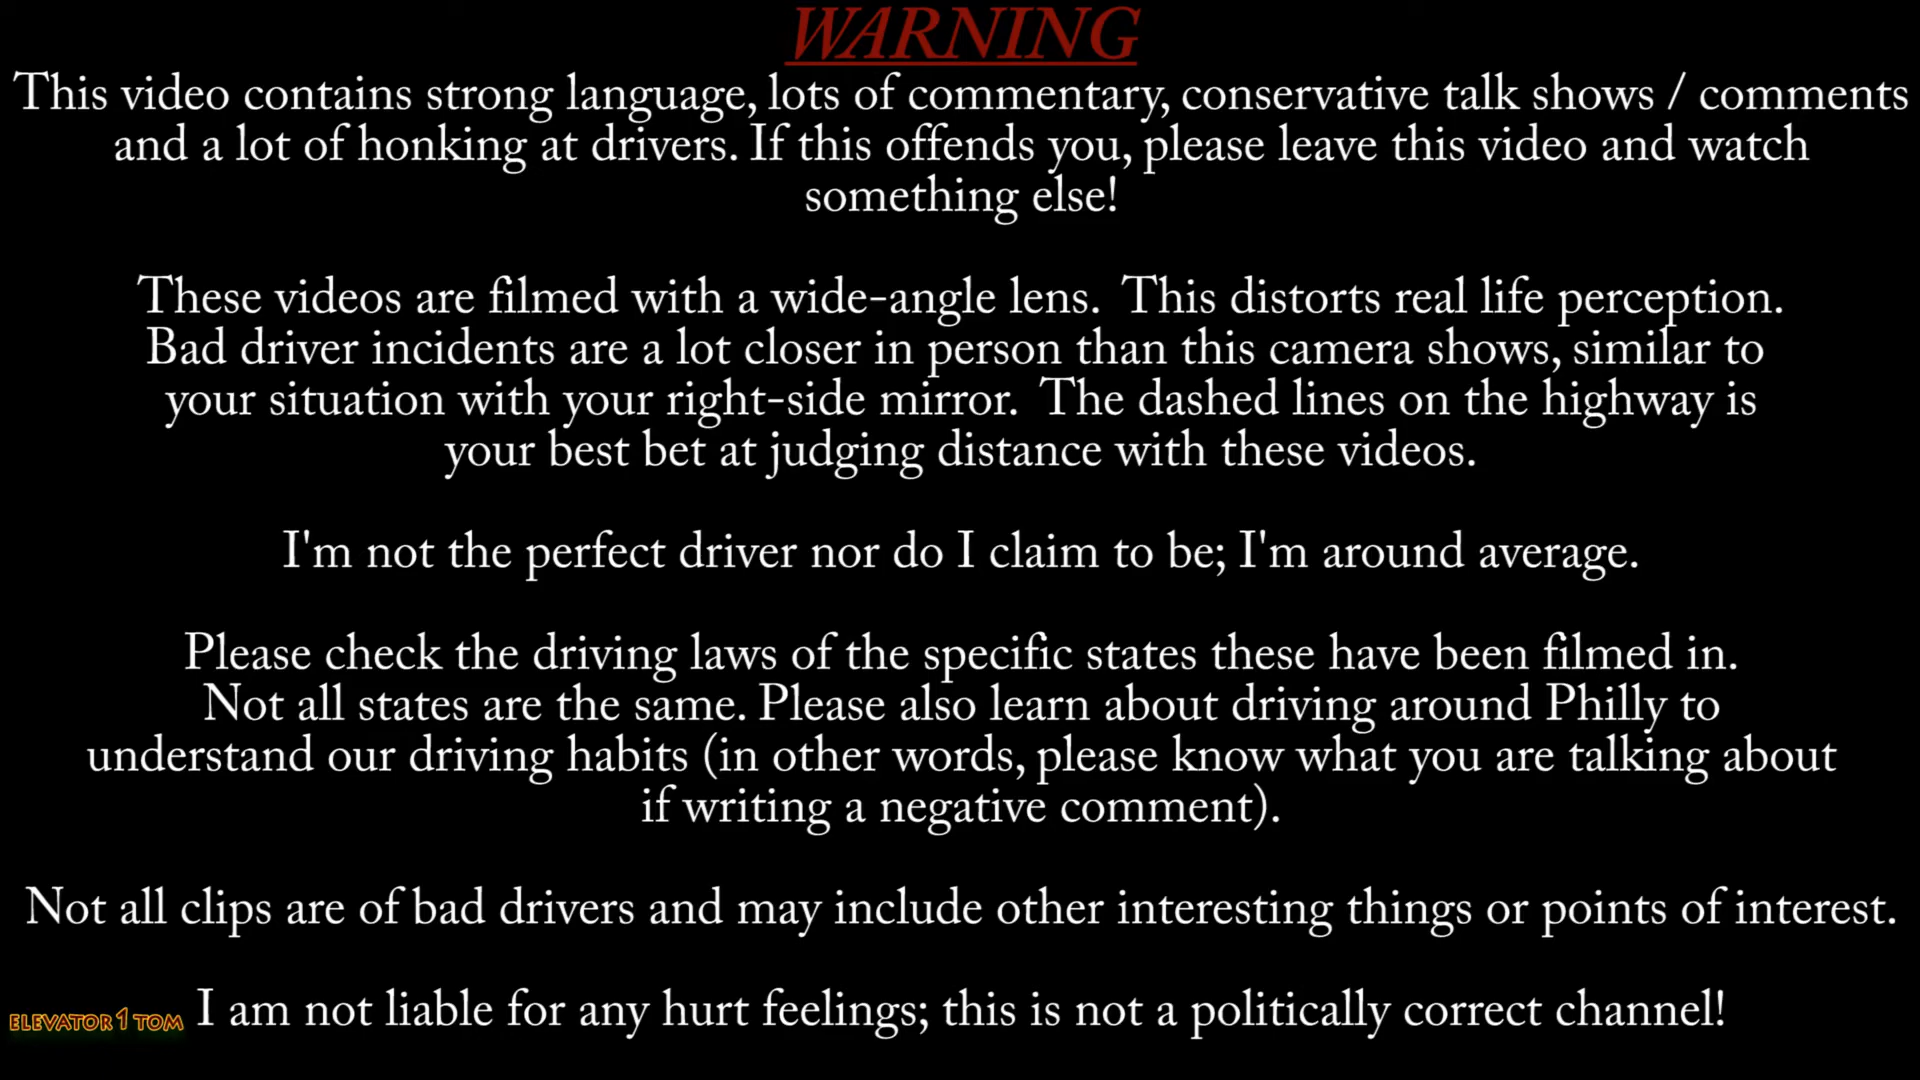 WARNING
This video contains strong language, lots of commentary, conservative talk shows / comments
and a lot of honking at drivers. If this offends you, please leave this video and watch
something else!
These videos are filmed with a wide-angle lens.  This distorts real life perception.
Bad driver incidents are a lot closer in person than this camera shows, similar to
your situation with your right-side mirror.  The dashed lines on the highway is
your best bet at judging distance with these videos.
I'm not the perfect driver nor do I claim to be; I'm around average.
Please check the driving laws of the specific states these have been filmed in.
Not all states are the same. Please also learn about driving around Philly to
understand our driving habits (in other words, please know what you are talking about
if writing a negative comment).
Not all clips are of bad drivers and may include other interesting things or points of interest.
I am not liable for any hurt feelings; this is not a politically correct channel!
ELEVATOR 1 TOM